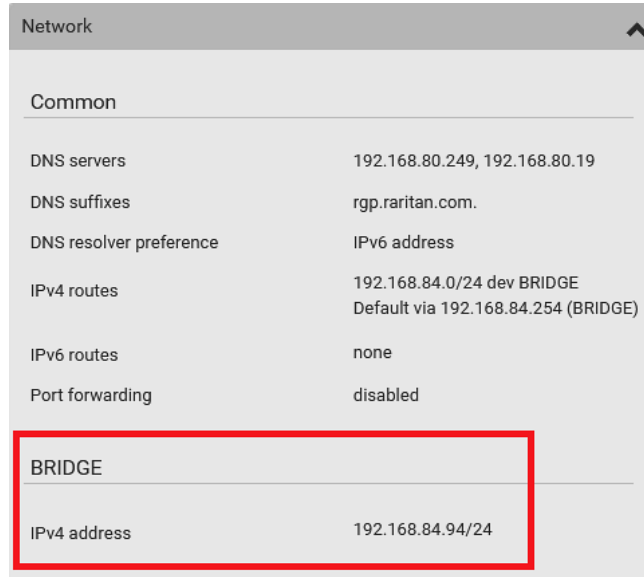 Network
Common
DNS servers 192.168.80.249, 192.168.80.19
DNS suffixes rgp.raritan.com.
DNS resolver preference IPv6 address
IPv4 routes 192.168.84.0/24 dev BRIDGE
Default via 192.168.84.254 (BRIDGE)
IPv6 routes none
Port forwarding disabled
BRIDGE
IPv4 address 192.168.84.94/24